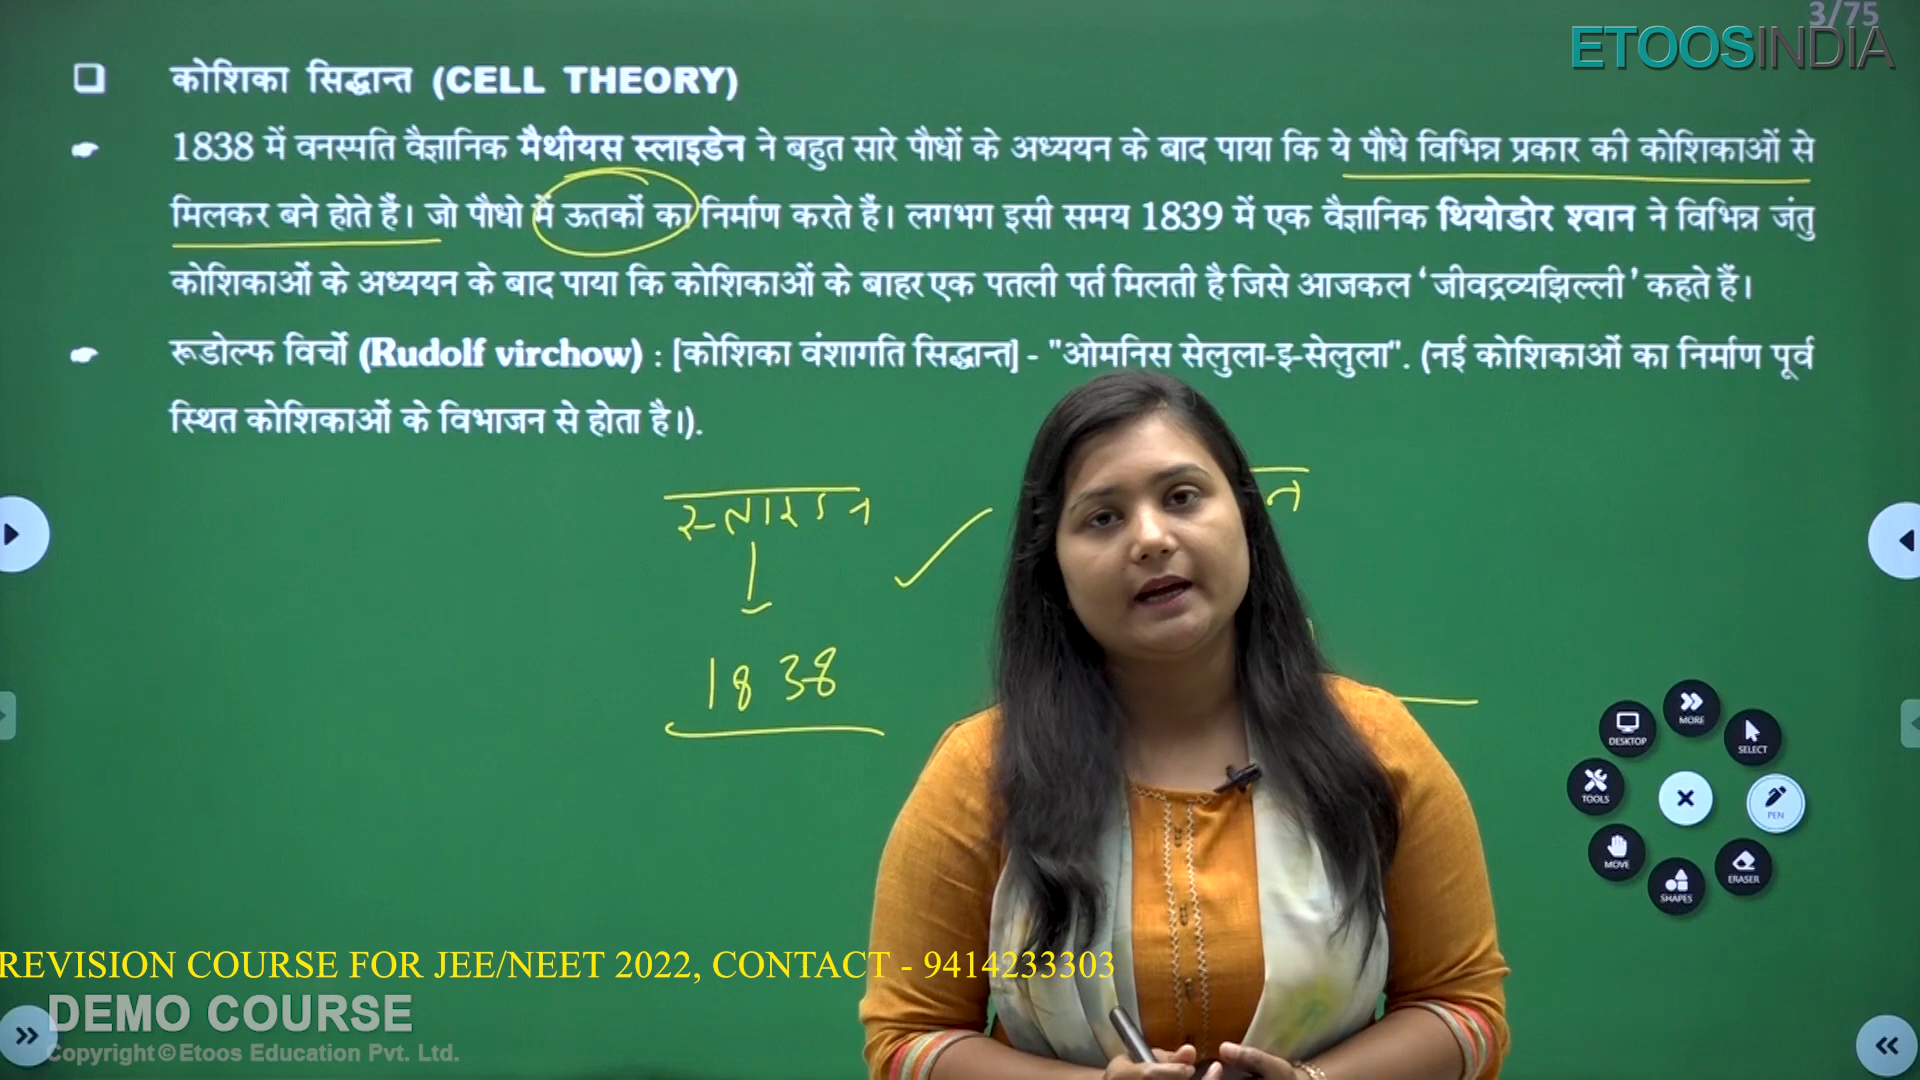 3/75
ETOOSINDIA
कोशिका सिद्धान्त (CELL THEORY)
1838 में वनस्पति वैज्ञानिक मैथीयस स्लाइडेन ने बहुत सारे पौधों के अध्ययन के बाद पाया कि ये पौधे विभिन्न प्रकार की कोशिकाओं से
मिलकर बने होते हैं। जो पौधो में ऊतकों का निर्माण करते हैं। लगभग इसी समय 1839 में एक वैज्ञानिक थियोडोर श्वान ने विभिन्न जंतु
कोशिकाओं के अध्ययन के बाद पाया कि कोशिकाओं के बाहर एक पतली पर्त मिलती है जिसे आजकल ‘जीवद्रव्यझिल्ली’ कहते हैं।
रूडोल्फ विर्चो (Rudolf virchow) : [कोशिका वंशागति सिद्धान्त] - "ओमनिस सेलुला-इ-सेलुला". (नई कोशिकाओं का निर्माण पूर्व
स्थित कोशिकाओं के विभाजन से होता है।).
न
1838
MORE
DESKTOP
SELECT
TOOLS
PEN
MOVE
ERASER
SHAPES
REVISION COURSE FOR JEE/NEET 2022, CONTACT - 9414233303
DEMO COURSE
Copyright © Etoos Education Pvt. Ltd.